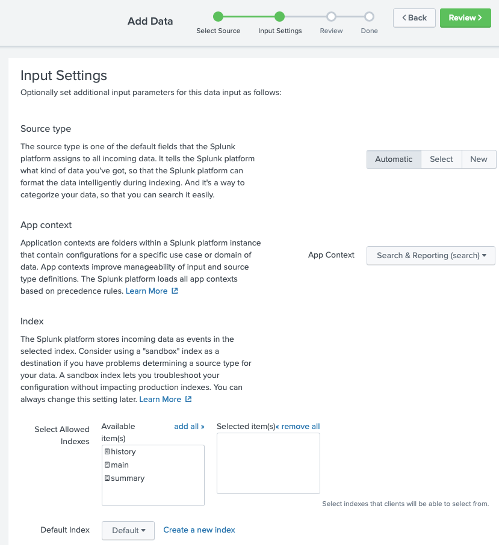 Add Data
Select Source
Input Settings
Review
Done
< Back
Review >
Input Settings
Optionally set additional input parameters for this data input as follows:
Source type
The source type is one of the default fields that the Splunk
platform assigns to all incoming data. It tells the Splunk platform
what kind of data you've got, so that the Splunk platform can
format the data intelligently during indexing. And it's a way to
categorize your data, so that you can search it easily.
Automatic
Select
New
App context
Application contexts are folders within a Splunk platform instance
that contain configurations for a specific use case or domain of
data. App contexts improve manageability of input and source
type definitions. The Splunk platform loads all app contexts
based on precedence rules. Learn More
App Context
Search & Reporting (search)
Index
The Splunk platform stores incoming data as events in the
selected index. Consider using a "sandbox" index as a
destination if you have problems determining a source type for
your data. A sandbox index lets you troubleshoot your
configuration without impacting production indexes. You can
always change this setting later. Learn More
Select Allowed
Indexes
Available
item(s)
add all »
history
main
summary
Selected item(s)
« remove all
Select indexes that clients will be able to select from.
Default Index
Default
Create a new index